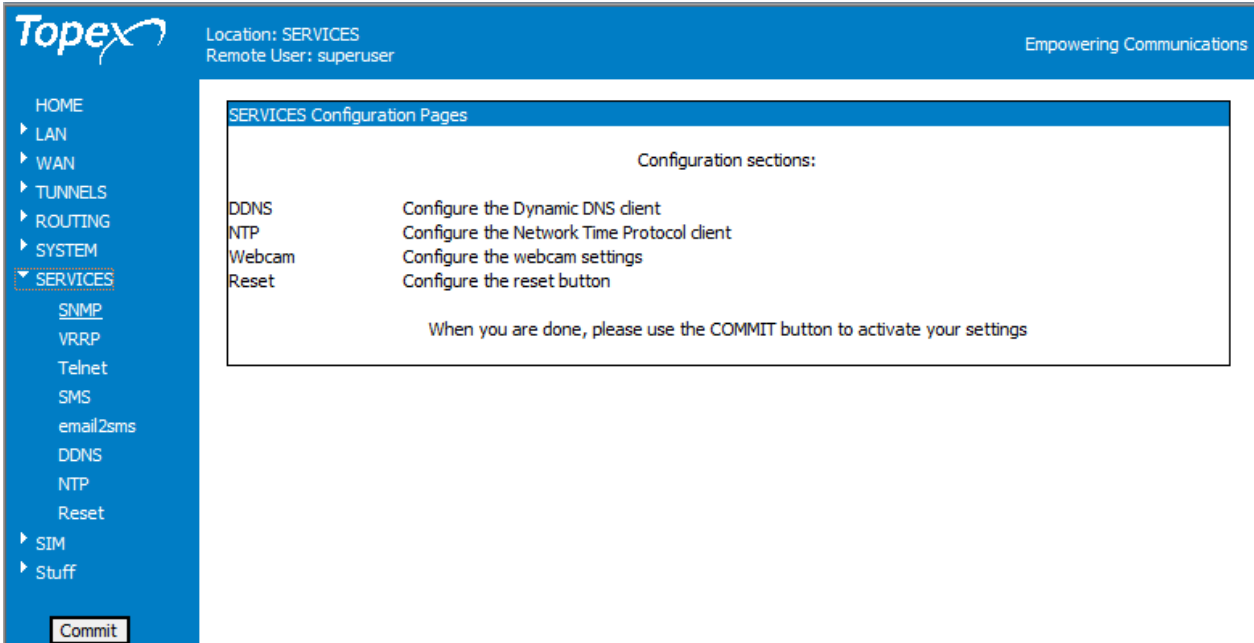 Topex
Location: SERVICES
Remote User: superuser
Empowering Communications
HOME
LAN
WAN
TUNNELS
ROUTING
SYSTEM
SERVICES
SNMP
VRRP
Telnet
SMS
email2sms
DDNS
NTP
Reset
SIM
Stuff
Commit
SERVICES Configuration Pages
Configuration sections:
DDNS Configure the Dynamic DNS client
NTP Configure the Network Time Protocol client
Webcam Configure the webcam settings
Reset Configure the reset button
When you are done, please use the COMMIT button to activate your settings